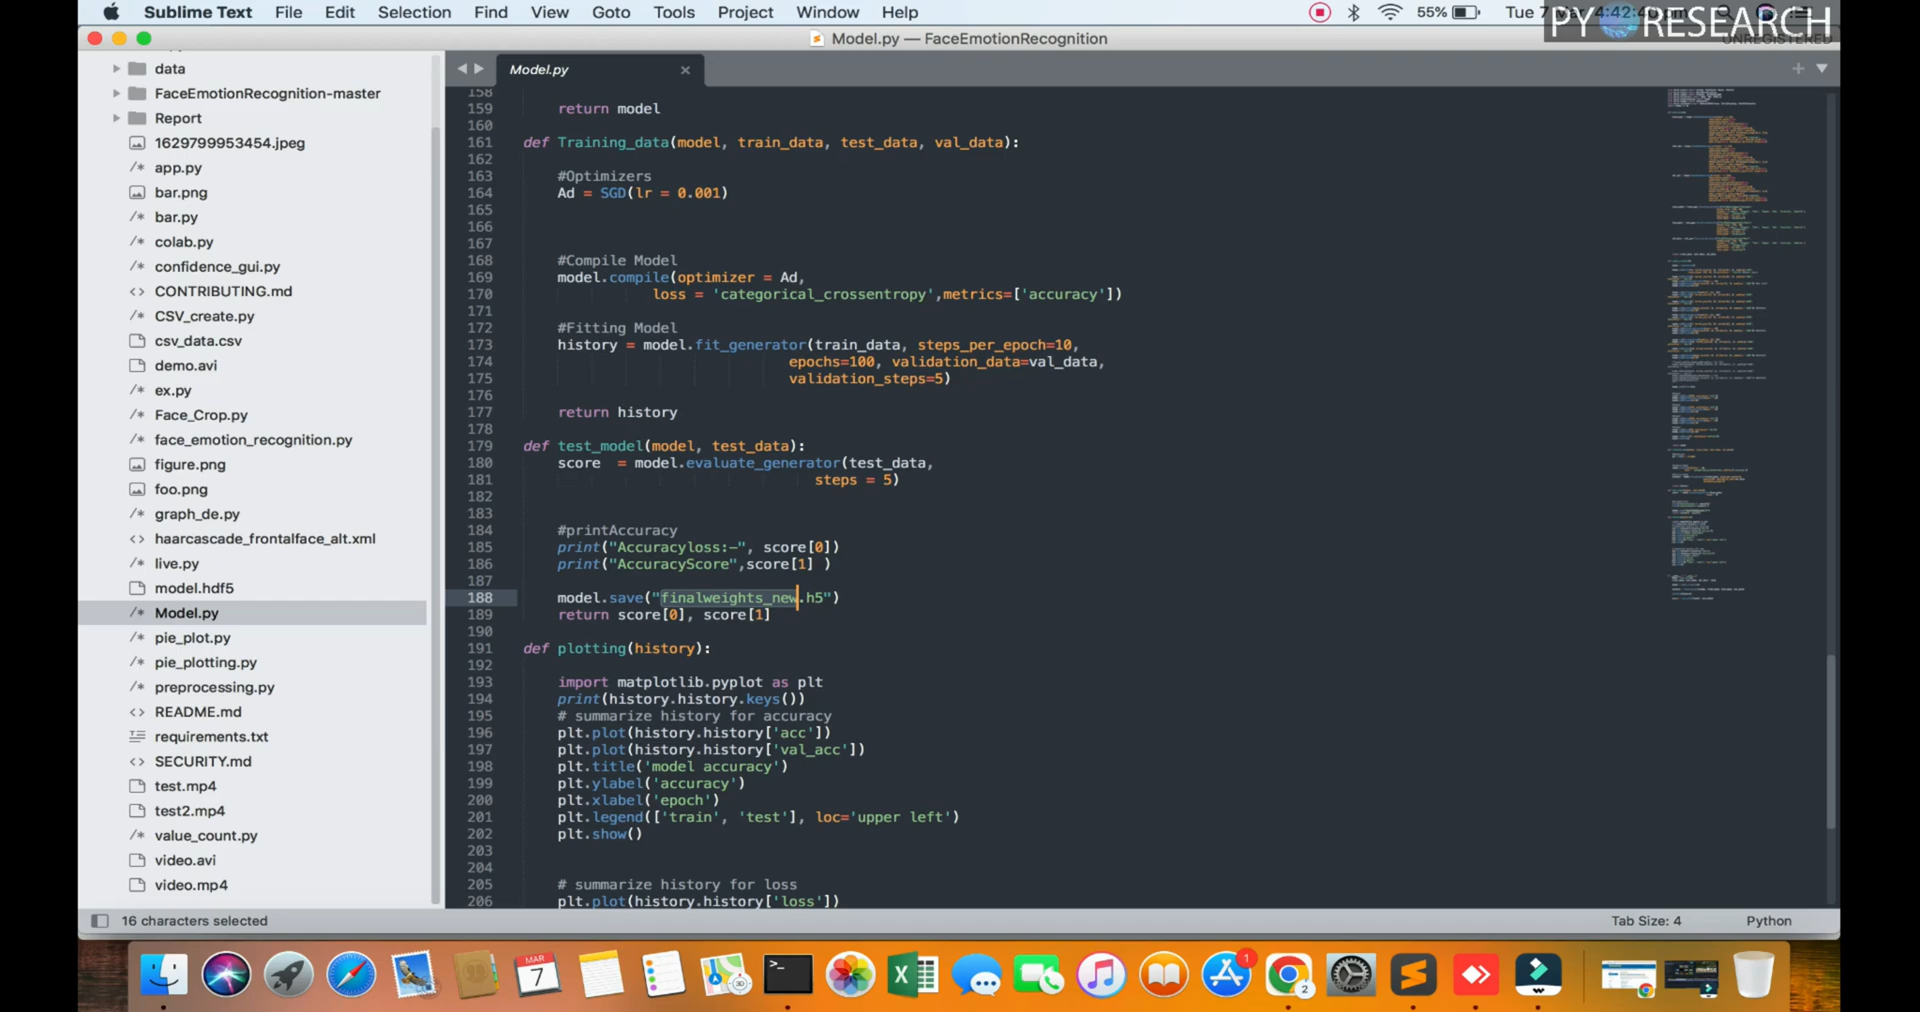 Sublime Text File Edit Selection Find View Goto Tools Project Window Help 55% Tue 7 4:42:4
PY RESEARCH
Model.py — FaceEmotionRecognition
UNREGISTERED
data
FaceEmotionRecognition-master
Report
1629799953454.jpeg
app.py
bar.png
bar.py
colab.py
confidence_gui.py
CONTRIBUTING.md
CSV_create.py
csv_data.csv
demo.avi
ex.py
Face_Crop.py
face_emotion_recognition.py
figure.png
foo.png
graph_de.py
haarcascade_frontalface_alt.xml
live.py
model.hdf5
Model.py
pie_plot.py
pie_plotting.py
preprocessing.py
README.md
requirements.txt
SECURITY.md
test.mp4
test2.mp4
value_count.py
video.avi
video.mp4
Model.py
158
159 return model
160
161 def Training_data(model, train_data, test_data, val_data):
162
163 #Optimizers
164 Ad = SGD(lr = 0.001)
165
166
167
168 #Compile Model
169 model.compile(optimizer = Ad,
170 loss = 'categorical_crossentropy',metrics=['accuracy'])
171
172 #Fitting Model
173 history = model.fit_generator(train_data, steps_per_epoch=10,
174 epochs=100, validation_data=val_data,
175 validation_steps=5)
176
177 return history
178
179 def test_model(model, test_data):
180 score = model.evaluate_generator(test_data,
181 steps = 5)
182
183
184 #printAccuracy
185 print("Accuracyloss:-", score[0])
186 print("AccuracyScore",score[1] )
187
188 model.save("finalweights_new.h5")
189 return score[0], score[1]
190
191 def plotting(history):
192
193 import matplotlib.pyplot as plt
194 print(history.history.keys())
195 # summarize history for accuracy
196 plt.plot(history.history['acc'])
197 plt.plot(history.history['val_acc'])
198 plt.title('model accuracy')
199 plt.ylabel('accuracy')
200 plt.xlabel('epoch')
201 plt.legend(['train', 'test'], loc='upper left')
202 plt.show()
203
204
205 # summarize history for loss
206 plt.plot(history.history['loss'])
16 characters selected Tab Size: 4 Python
MAR
7
30
1
2